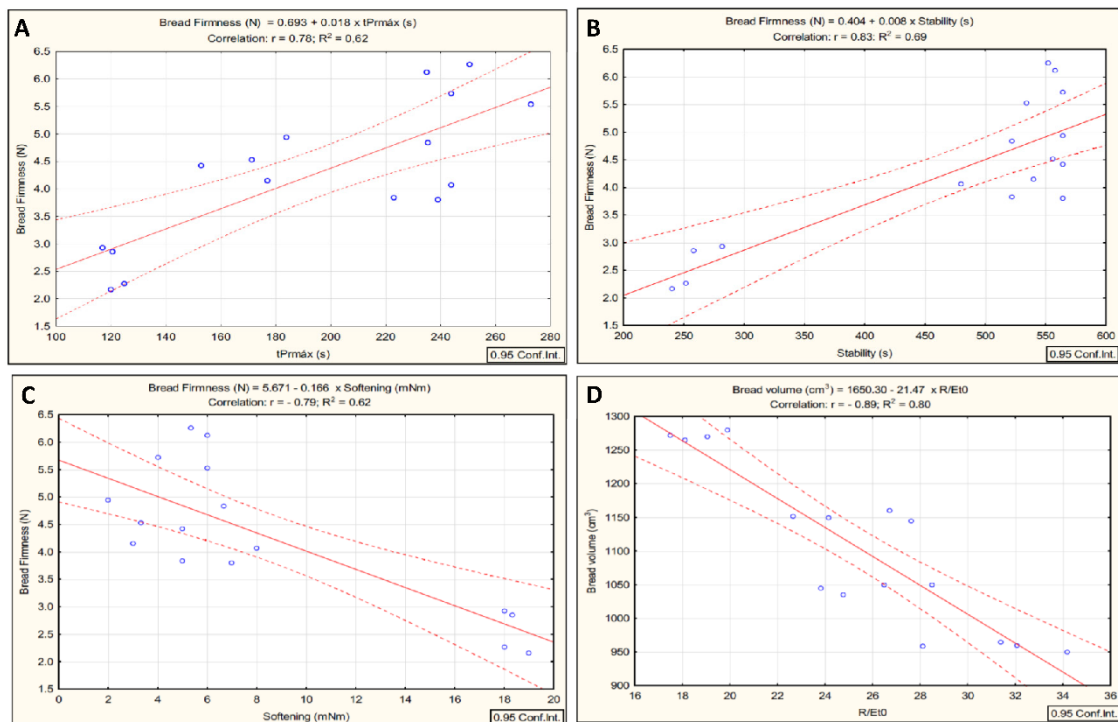 A
Bread Firmness (N) = 0.693 + 0.018 x tPrmáx (s)
Correlation: r = 0.78; R² = 0.62
Bread Firmness (N)
6.5
6.0
5.5
5.0
4.5
4.0
3.5
3.0
2.5
2.0
1.5
100 120 140 160 180 200 220 240 260 280
tPrmáx (s)
0.95 Conf.Int.
B
Bread Firmness (N) = 0.404 + 0.008 x Stability (s)
Correlation: r = 0.83; R² = 0.69
Bread Firmness (N)
6.5
6.0
5.5
5.0
4.5
4.0
3.5
3.0
2.5
2.0
1.5
200 250 300 350 400 450 500 550 600
Stability (s)
0.95 Conf.Int.
C
Bread Firmness (N) = 5.671 - 0.166 x Softening (mNm)
Correlation: r = - 0.79; R² = 0.62
Bread Firmness (N)
6.5
6.0
5.5
5.0
4.5
4.0
3.5
3.0
2.5
2.0
1.5
0 2 4 6 8 10 12 14 16 18 20
Softening (mNm)
0.95 Conf.Int.
D
Bread volume (cm³) = 1650.30 - 21.47 x R/Et0
Correlation: r = - 0.89; R² = 0.80
Bread volume (cm³)
1300
1250
1200
1150
1100
1050
1000
950
900
16 18 20 22 24 26 28 30 32 34 36
R/Et0
0.95 Conf.Int.